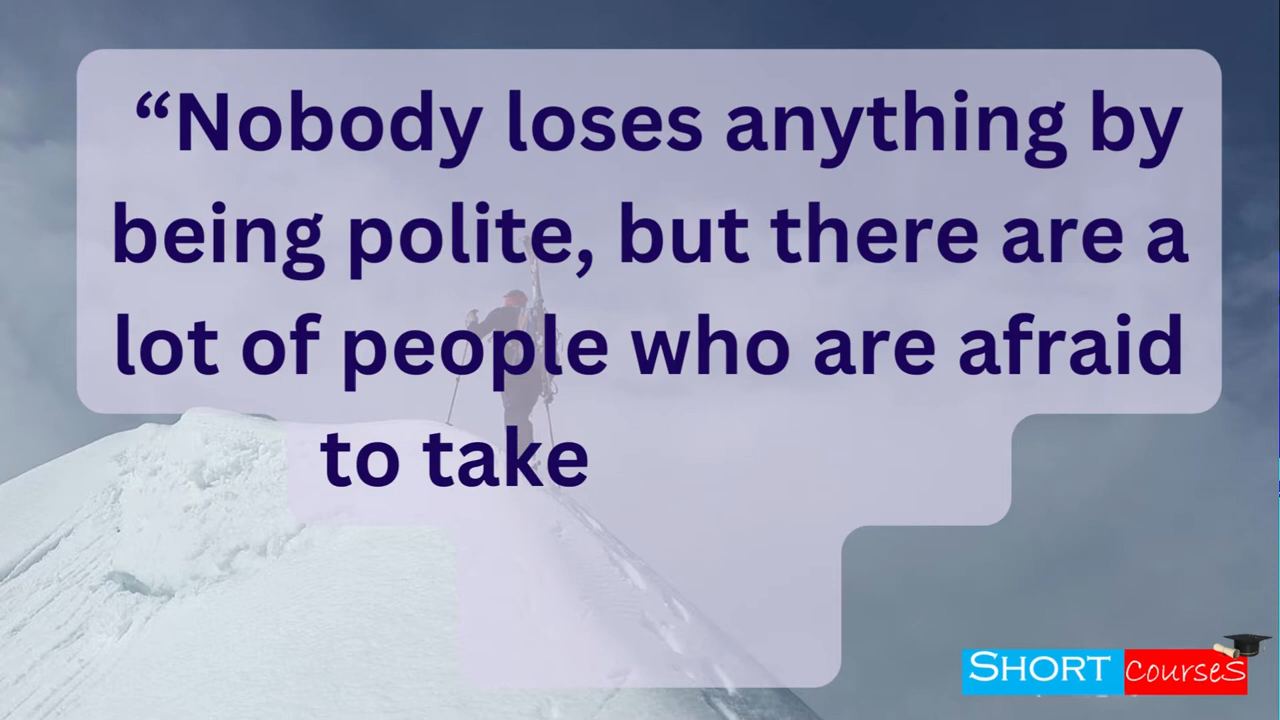 “Nobody loses anything by
being polite, but there are a
lot of people who are afraid
to take
SHORT courses